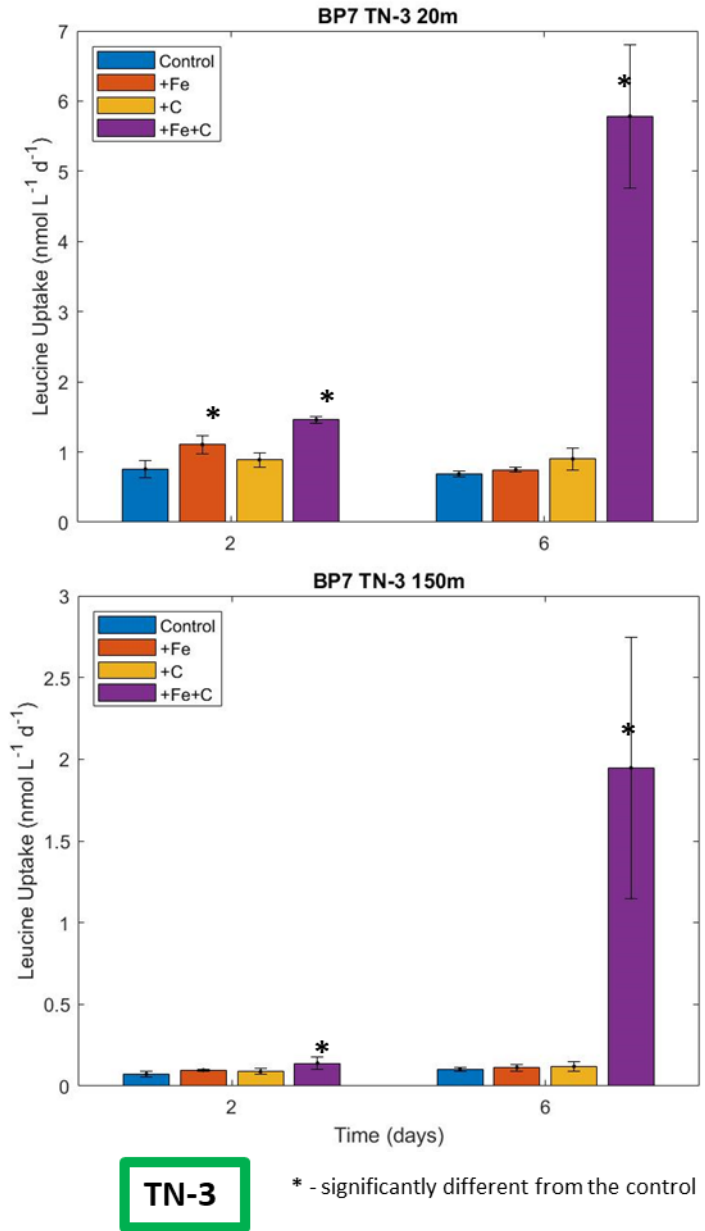 BP7 TN-3 20m
Leucine Uptake (nmol L⁻¹ d⁻¹)
7
6
5
4
3
2
1
0
Control
+Fe
+C
+Fe+C
*
*
*
2
6
BP7 TN-3 150m
Leucine Uptake (nmol L⁻¹ d⁻¹)
3
2.5
2
1.5
1
0.5
0
Control
+Fe
+C
+Fe+C
*
*
2
6
Time (days)
TN-3
* - significantly different from the control